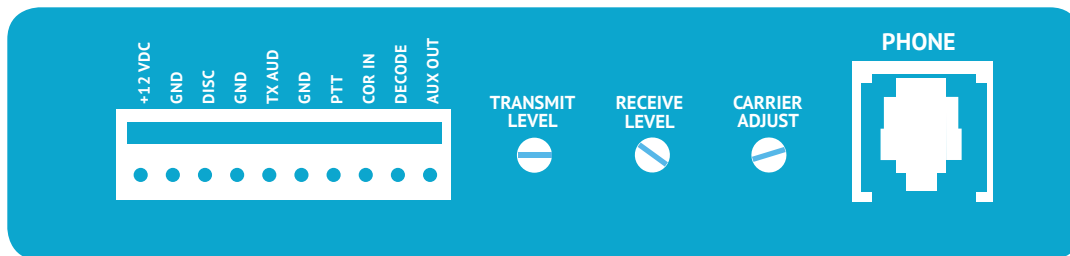 +12 VDC
GND
DISC
GND
TX AUD
GND
PTT
COR IN
DECODE
AUX OUT
TRANSMIT
LEVEL
RECEIVE
LEVEL
CARRIER
ADJUST
PHONE